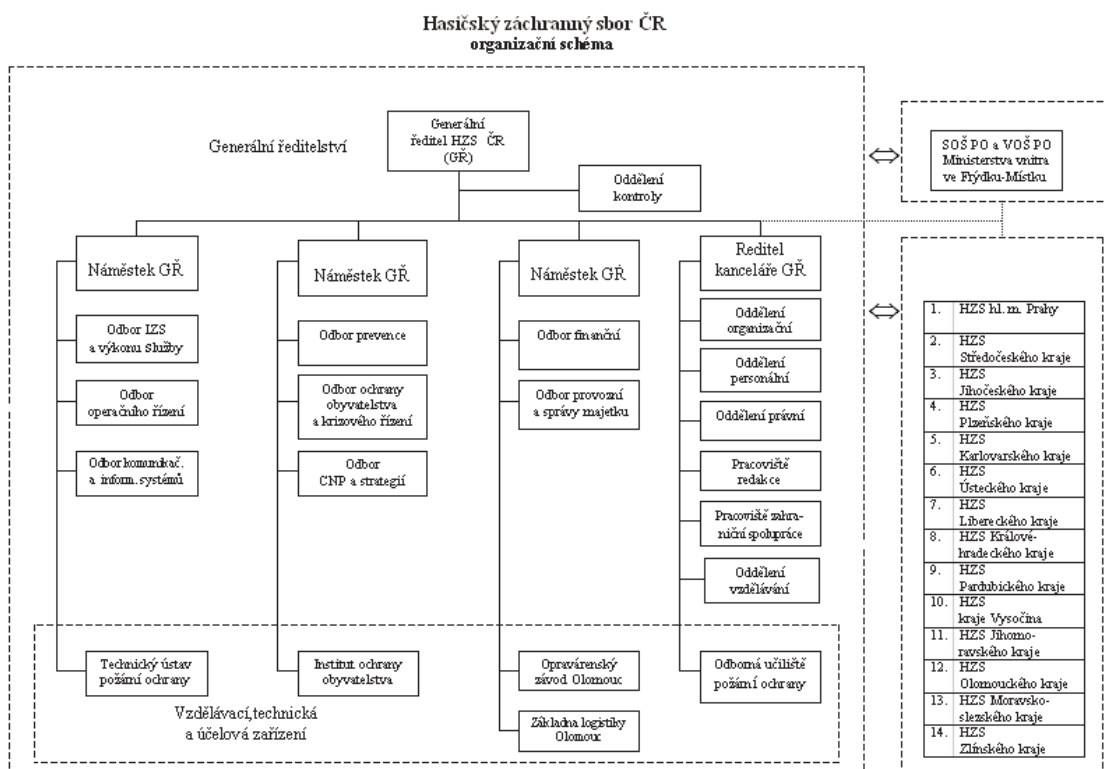 Hasičský záchranný sbor ČR
organizační schéma
Generální ředitelství
Generální
ředitel HZS ČR
(GŘ)
Oddělení
kontroly
SOŠ PO a VOŠ PO
Ministerstva vnitra
ve Frýdku-Místku
Náměstek GŘ
Odbor IZS
a výkonu služby
Odbor
operačního řízení
Odbor komunikač.
a inform. systémů
Technický ústav
požární ochrany
Náměstek GŘ
Odbor prevence
Odbor ochrany
obyvatelstva
a krizového řízení
Odbor
CNP a strategií
Institut ochrany
obyvatelstva
Náměstek GŘ
Odbor finanční
Odbor provozní
a správy majetku
Opravárenský
závod Olomouc
Základna logistiky
Olomouc
Reditel
kanceláře GŘ
Oddělení
organizační
Oddělení
personální
Oddělení právní
Pracoviště
redakce
Pracoviště zahra-
niční spolupráce
Oddělení
vzdělávání
Odborná učiliště
požární ochrany
Vzdělávací,technická
a účelová zařízení
1. HZS hl. m. Prahy
2. HZS
Středočeského kraje
3. HZS
Jihočeského kraje
4. HZS
Plzeňského kraje
5. HZS
Karlovarského kraje
6. HZS
Ústeckého kraje
7. HZS
Libereckého kraje
8. HZS Králové-
hradeckého kraje
9. HZS
Pardubického kraje
10. HZS
kraje Vysočina
11. HZS Jihomo-
ravského kraje
12. HZS
Olomouckého kraje
13. HZS Moravsko-
slezského kraje
14. HZS
Zlínského kraje